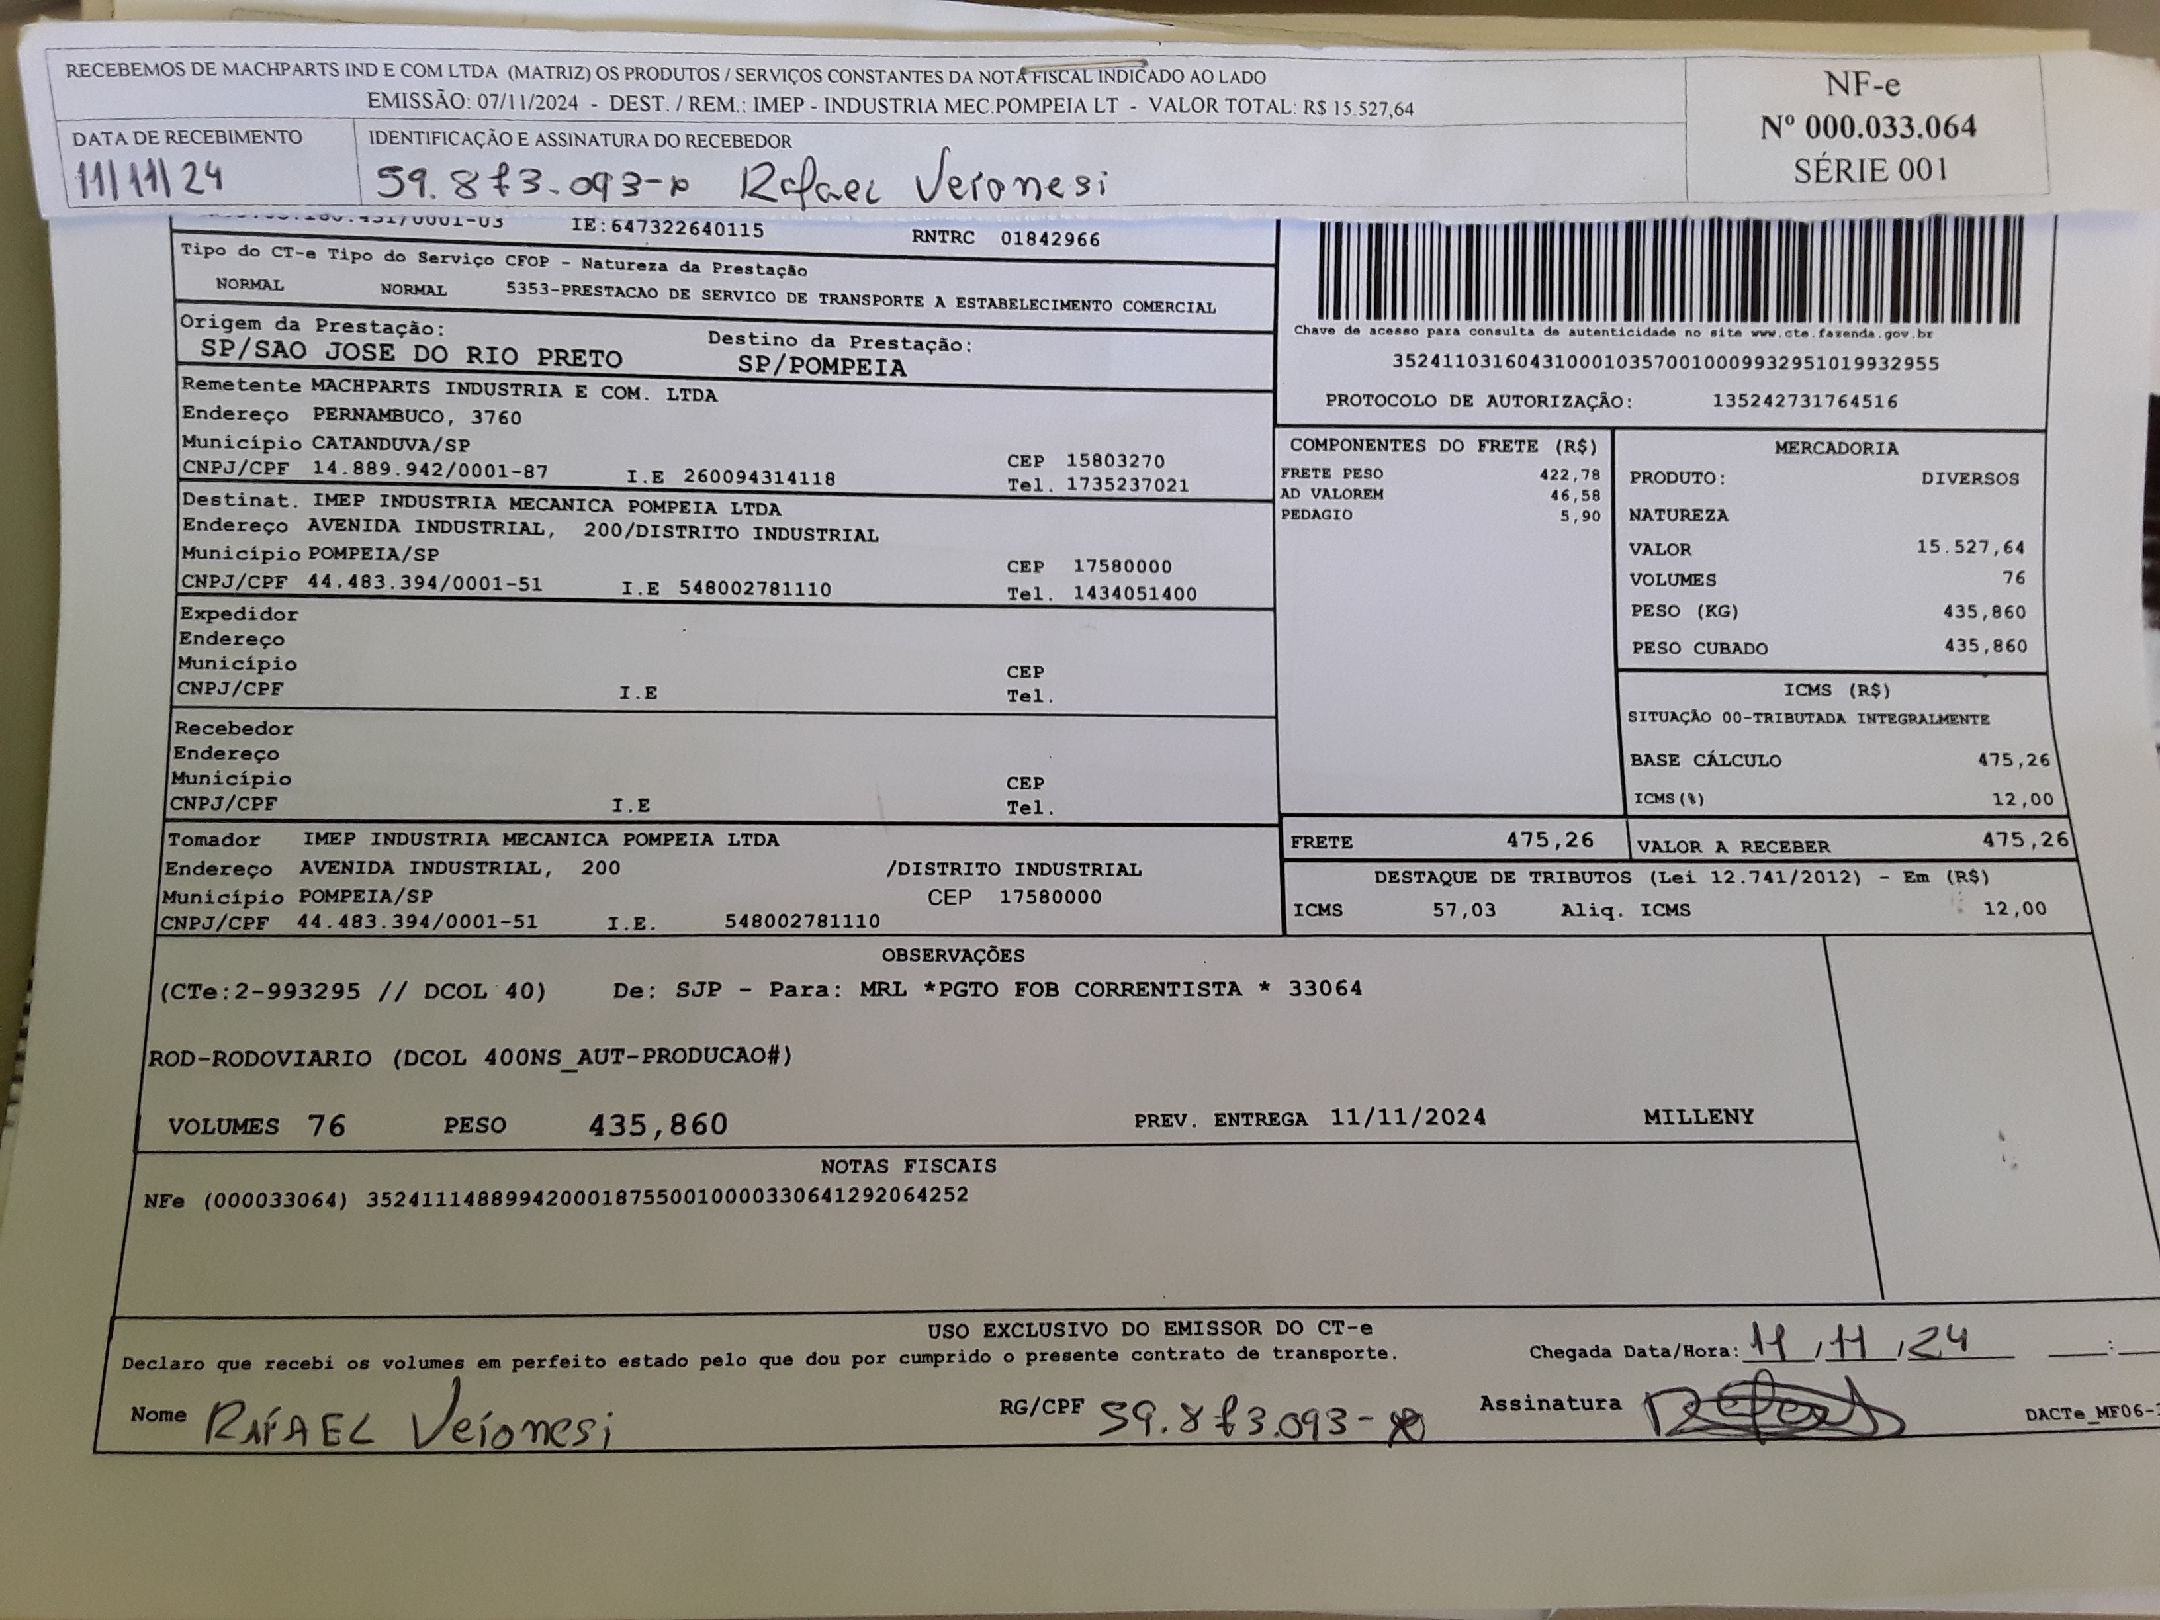 RECEBEMOS DE MACHPARTS IND E COM LTDA (MATRIZ) OS PRODUTOS / SERVIÇOS CONSTANTES DA NOTA FISCAL INDICADO AO LADO
EMISSÃO: 07/11/2024 - DEST. / REM.: IMEP - INDUSTRIA MEC.POMPEIA LT - VALOR TOTAL: R$ 15.527,64
NF-e
Nº 000.033.064
SÉRIE 001
DATA DE RECEBIMENTO
11/11/24
IDENTIFICAÇÃO E ASSINATURA DO RECEBEDOR
59.873.093-x Rafael Veronesi
/0001-03 IE:647322640115 RNTRC 01842966
Tipo do CT-e Tipo do Serviço CFOP - Natureza da Prestação
NORMAL NORMAL 5353-PRESTACAO DE SERVICO DE TRANSPORTE A ESTABELECIMENTO COMERCIAL
Origem da Prestação: Destino da Prestação:
SP/SAO JOSE DO RIO PRETO SP/POMPEIA
Chave de acesso para consulta de autenticidade no site www.cte.fazenda.gov.br
35241103160431000103570010009932951019932955
PROTOCOLO DE AUTORIZAÇÃO: 135242731764516
Remetente MACHPARTS INDUSTRIA E COM. LTDA
Endereço PERNAMBUCO, 3760
Município CATANDUVA/SP CEP 15803270
CNPJ/CPF 14.889.942/0001-87 I.E 260094314118 Tel. 1735237021
Destinat. IMEP INDUSTRIA MECANICA POMPEIA LTDA
Endereço AVENIDA INDUSTRIAL, 200/DISTRITO INDUSTRIAL
Município POMPEIA/SP CEP 17580000
CNPJ/CPF 44.483.394/0001-51 I.E 548002781110 Tel. 1434051400
Expedidor
Endereço
Município CEP
CNPJ/CPF I.E Tel.
Recebedor
Endereço
Município CEP
CNPJ/CPF I.E Tel.
Tomador IMEP INDUSTRIA MECANICA POMPEIA LTDA
Endereço AVENIDA INDUSTRIAL, 200 /DISTRITO INDUSTRIAL
Município POMPEIA/SP CEP 17580000
CNPJ/CPF 44.483.394/0001-51 I.E. 548002781110
COMPONENTES DO FRETE (R$)
FRETE PESO 422,78
AD VALOREM 46,58
PEDAGIO 5,90
MERCADORIA
PRODUTO: DIVERSOS
NATUREZA
VALOR 15.527,64
VOLUMES 76
PESO (KG) 435,860
PESO CUBADO 435,860
ICMS (R$)
SITUAÇÃO 00-TRIBUTADA INTEGRALMENTE
BASE CÁLCULO 475,26
ICMS(%) 12,00
FRETE 475,26 VALOR A RECEBER 475,26
DESTAQUE DE TRIBUTOS (Lei 12.741/2012) - Em (R$)
ICMS 57,03 Aliq. ICMS 12,00
OBSERVAÇÕES
(CTe:2-993295 // DCOL 40) De: SJP - Para: MRL *PGTO FOB CORRENTISTA * 33064
ROD-RODOVIARIO (DCOL 400NS_AUT-PRODUCAO#)
VOLUMES 76 PESO 435,860 PREV. ENTREGA 11/11/2024 MILLENY
NOTAS FISCAIS
NFe (000033064) 35241114889942000187550010000330641292064252
USO EXCLUSIVO DO EMISSOR DO CT-e
Declaro que recebi os volumes em perfeito estado pelo que dou por cumprido o presente contrato de transporte. Chegada Data/Hora: 11/11/24 __:__
Nome RAFAEL Veronesi RG/CPF 59.873.093-x Assinatura
DACTe_MF06-